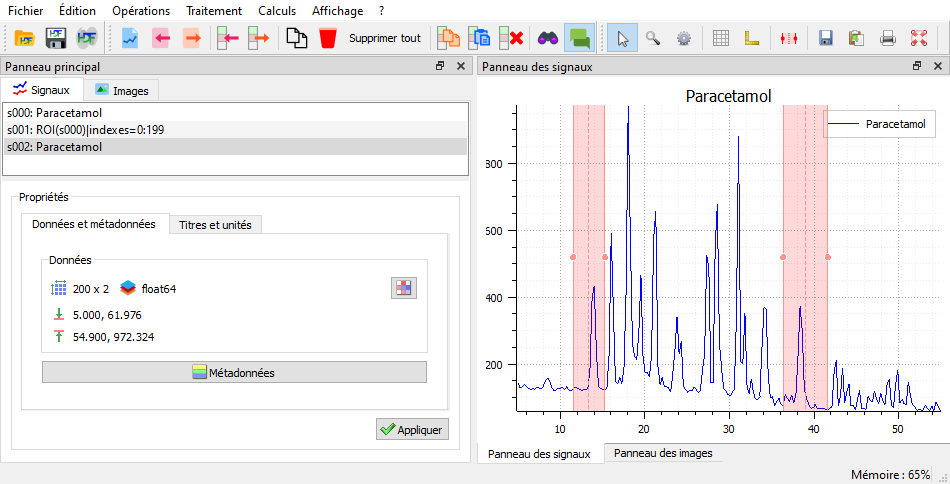 Fichier Édition Opérations Traitement Calculs Affichage ?
Supprimer tout
Panneau principal
Signaux Images
s000: Paracetamol
s001: ROI(s000)|indexes=0:199
s002: Paracetamol
Propriétés
Données et métadonnées Titres et unités
Données
200 x 2 float64
5.000, 61.976
54.900, 972.324
Métadonnées
Appliquer
Panneau des signaux
Paracetamol
Paracetamol
800
600
400
200
10 20 30 40 50
Panneau des signaux Panneau des images
Mémoire : 65%